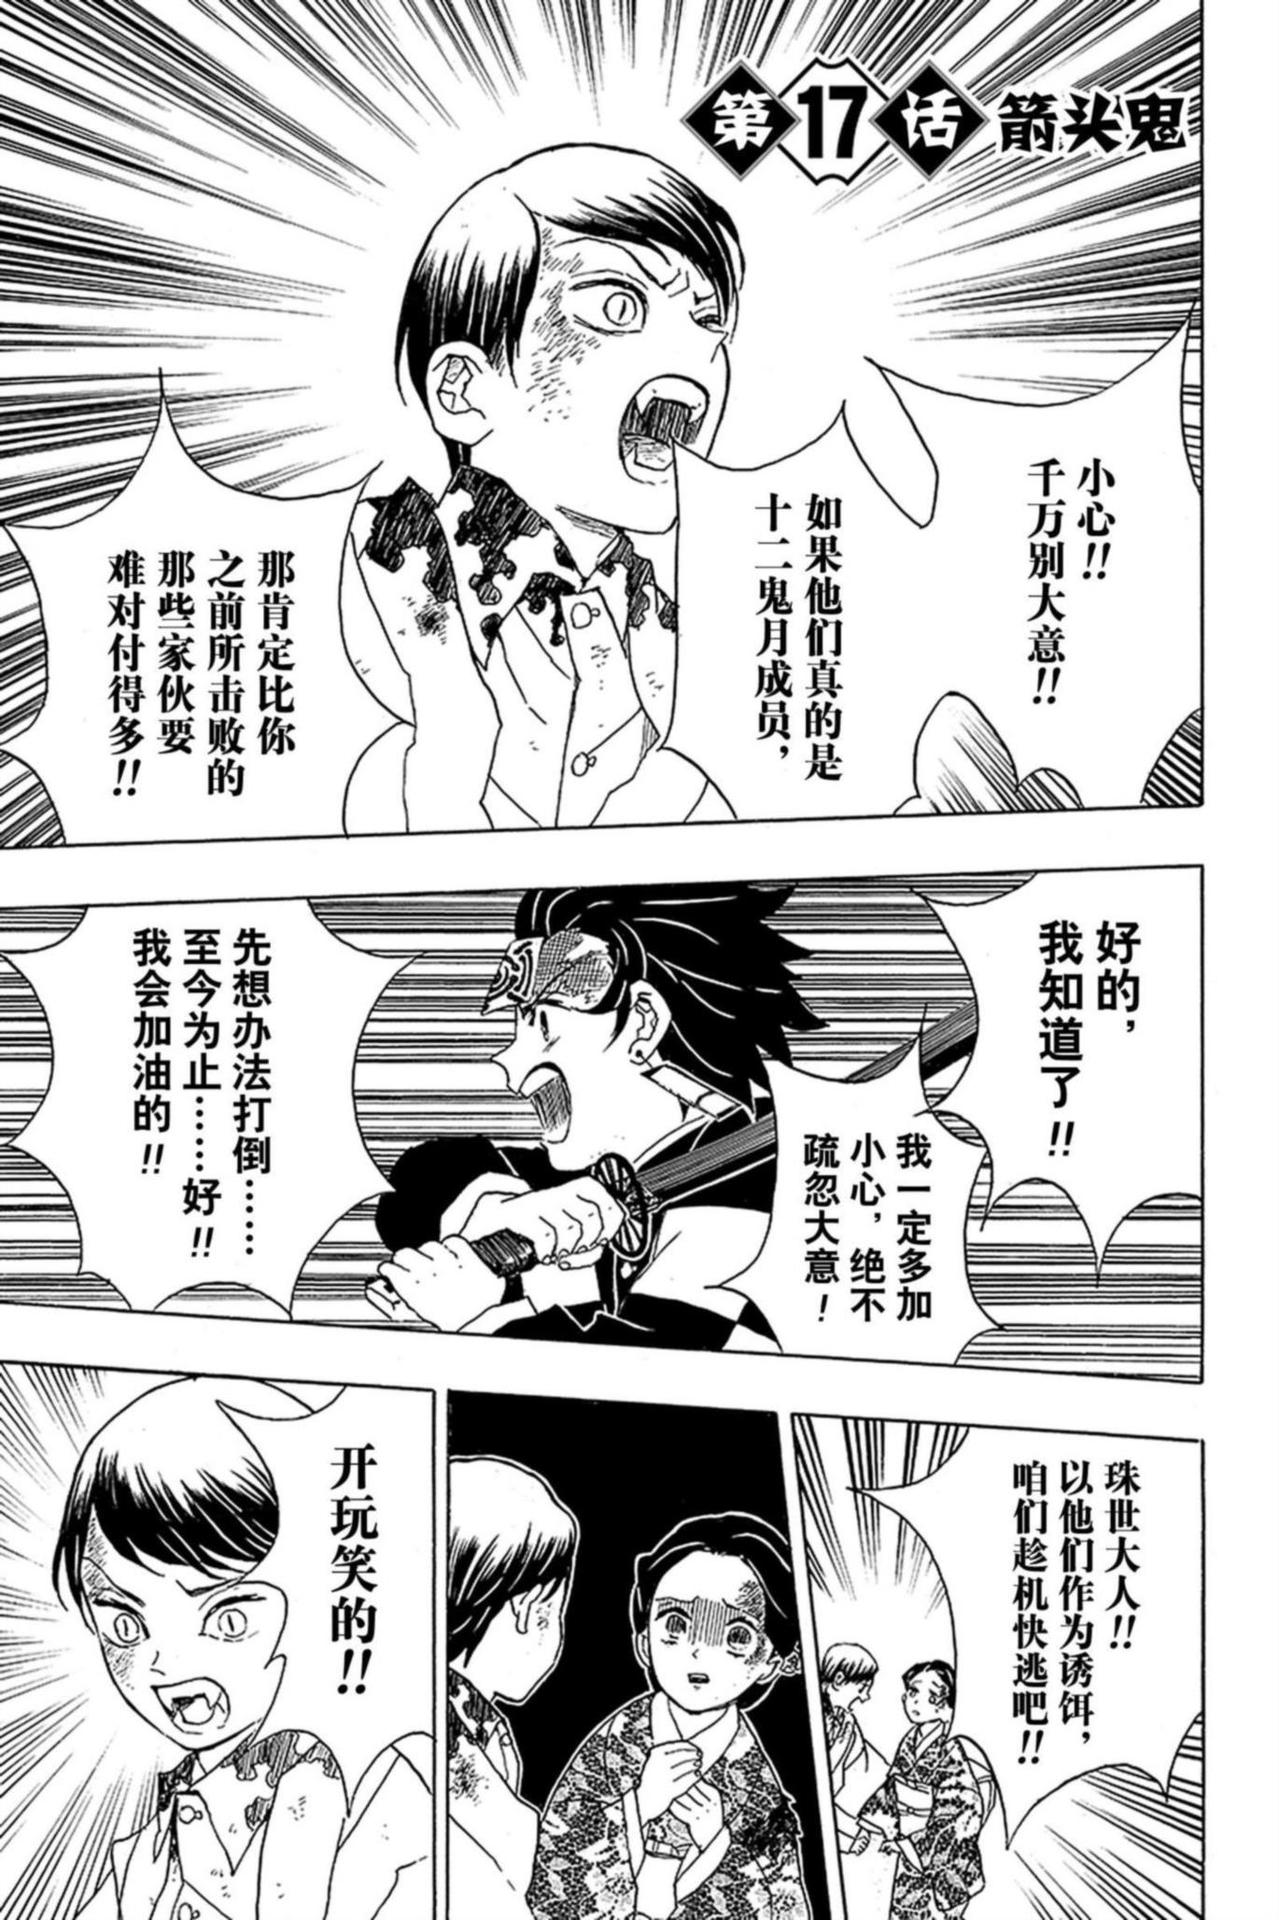 第17话 箭头鬼
小心!!
千万别大意!!
如果他们真的是
十二鬼月成员，
那肯定比你
之前所击败的
那些家伙要
难对付得多!!
好的，
我知道了!!
我一定多加
小心，绝不
疏忽大意！
先想办法打倒……
至今为止……好!!
我会加油的!!
珠世大人!!
以他们作为诱饵，
咱们趁机快逃吧!!
开玩笑的!!